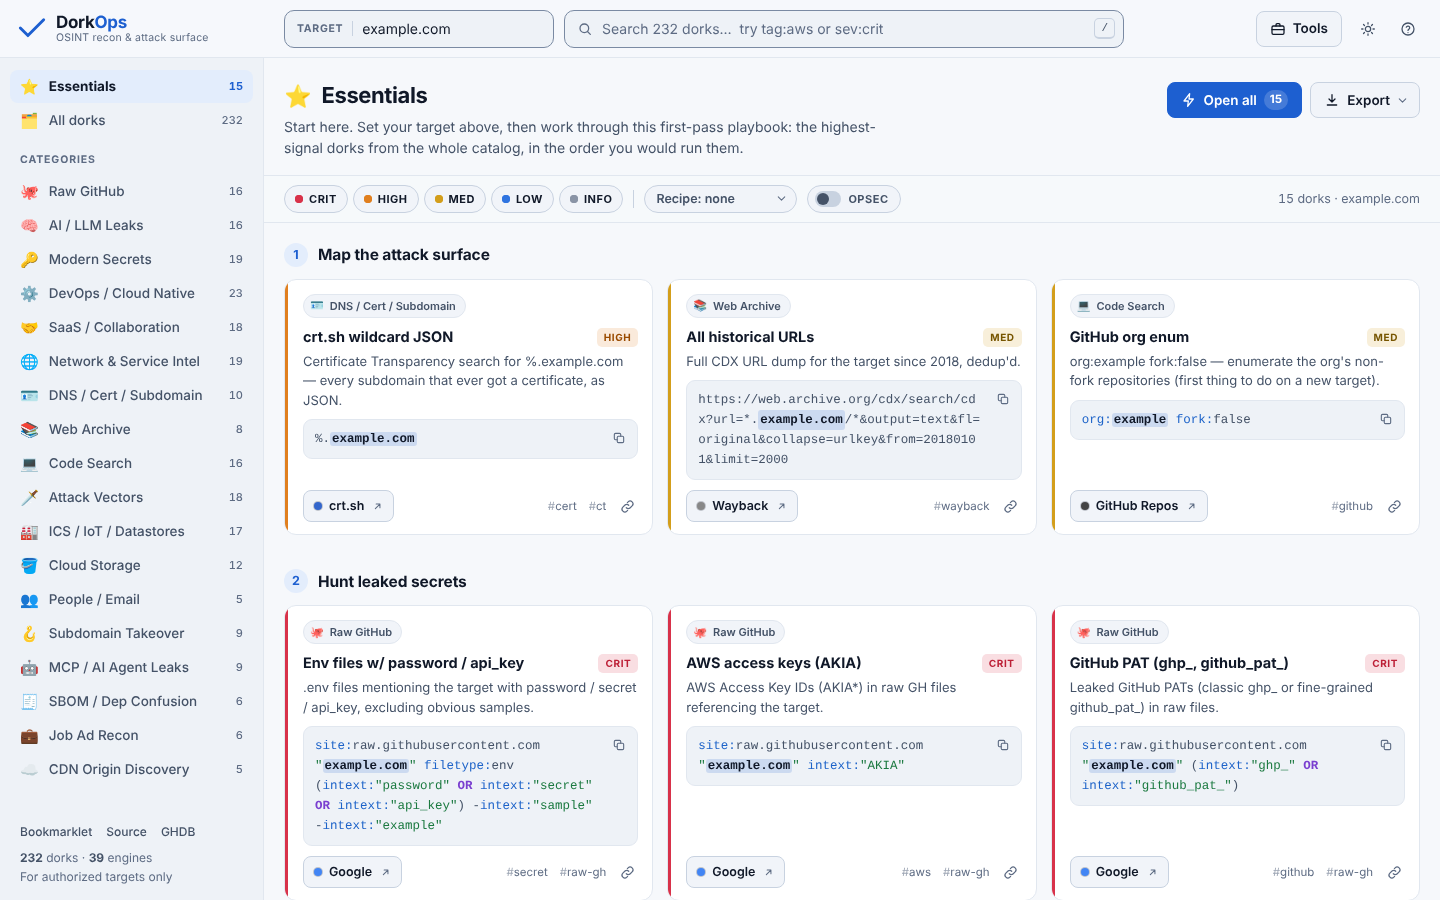 DorkOps
OSINT recon & attack surface
TARGET example.com
Search 232 dorks... try tag:aws or sev:crit
/
Tools
Essentials 15
All dorks 232
CATEGORIES
Raw GitHub 16
AI / LLM Leaks 16
Modern Secrets 19
DevOps / Cloud Native 23
SaaS / Collaboration 18
Network & Service Intel 19
DNS / Cert / Subdomain 10
Web Archive 8
Code Search 16
Attack Vectors 18
ICS / IoT / Datastores 17
Cloud Storage 12
People / Email 5
Subdomain Takeover 9
MCP / AI Agent Leaks 9
SBOM / Dep Confusion 6
Job Ad Recon 6
CDN Origin Discovery 5
Bookmarklet Source GHDB
232 dorks · 39 engines
For authorized targets only
Essentials
Start here. Set your target above, then work through this first-pass playbook: the highest-
signal dorks from the whole catalog, in the order you would run them.
Open all 15
Export
CRIT HIGH MED LOW INFO Recipe: none OPSEC
15 dorks · example.com
1 Map the attack surface
DNS / Cert / Subdomain
crt.sh wildcard JSON HIGH
Certificate Transparency search for %.example.com
— every subdomain that ever got a certificate, as
JSON.
%.example.com
crt.sh ↗ #cert #ct
Web Archive
All historical URLs MED
Full CDX URL dump for the target since 2018, dedup'd.
https://web.archive.org/cdx/search/cd
x?url=*.example.com/*&output=text&fl=
original&collapse=urlkey&from=2018010
1&limit=2000
Wayback ↗ #wayback
Code Search
GitHub org enum MED
org:example fork:false — enumerate the org's non-
fork repositories (first thing to do on a new target).
org:example fork:false
GitHub Repos ↗ #github
2 Hunt leaked secrets
Raw GitHub
Env files w/ password / api_key CRIT
.env files mentioning the target with password / secret
/ api_key, excluding obvious samples.
site:raw.githubusercontent.com
"example.com" filetype:env
(intext:"password" OR intext:"secret"
OR intext:"api_key") -intext:"sample"
-intext:"example"
Google ↗ #secret #raw-gh
Raw GitHub
AWS access keys (AKIA) CRIT
AWS Access Key IDs (AKIA*) in raw GH files
referencing the target.
site:raw.githubusercontent.com
"example.com" intext:"AKIA"
Google ↗ #aws #raw-gh
Raw GitHub
GitHub PAT (ghp_, github_pat_) CRIT
Leaked GitHub PATs (classic ghp_ or fine-grained
github_pat_) in raw files.
site:raw.githubusercontent.com
"example.com" (intext:"ghp_" OR
intext:"github_pat_")
Google ↗ #github #raw-gh